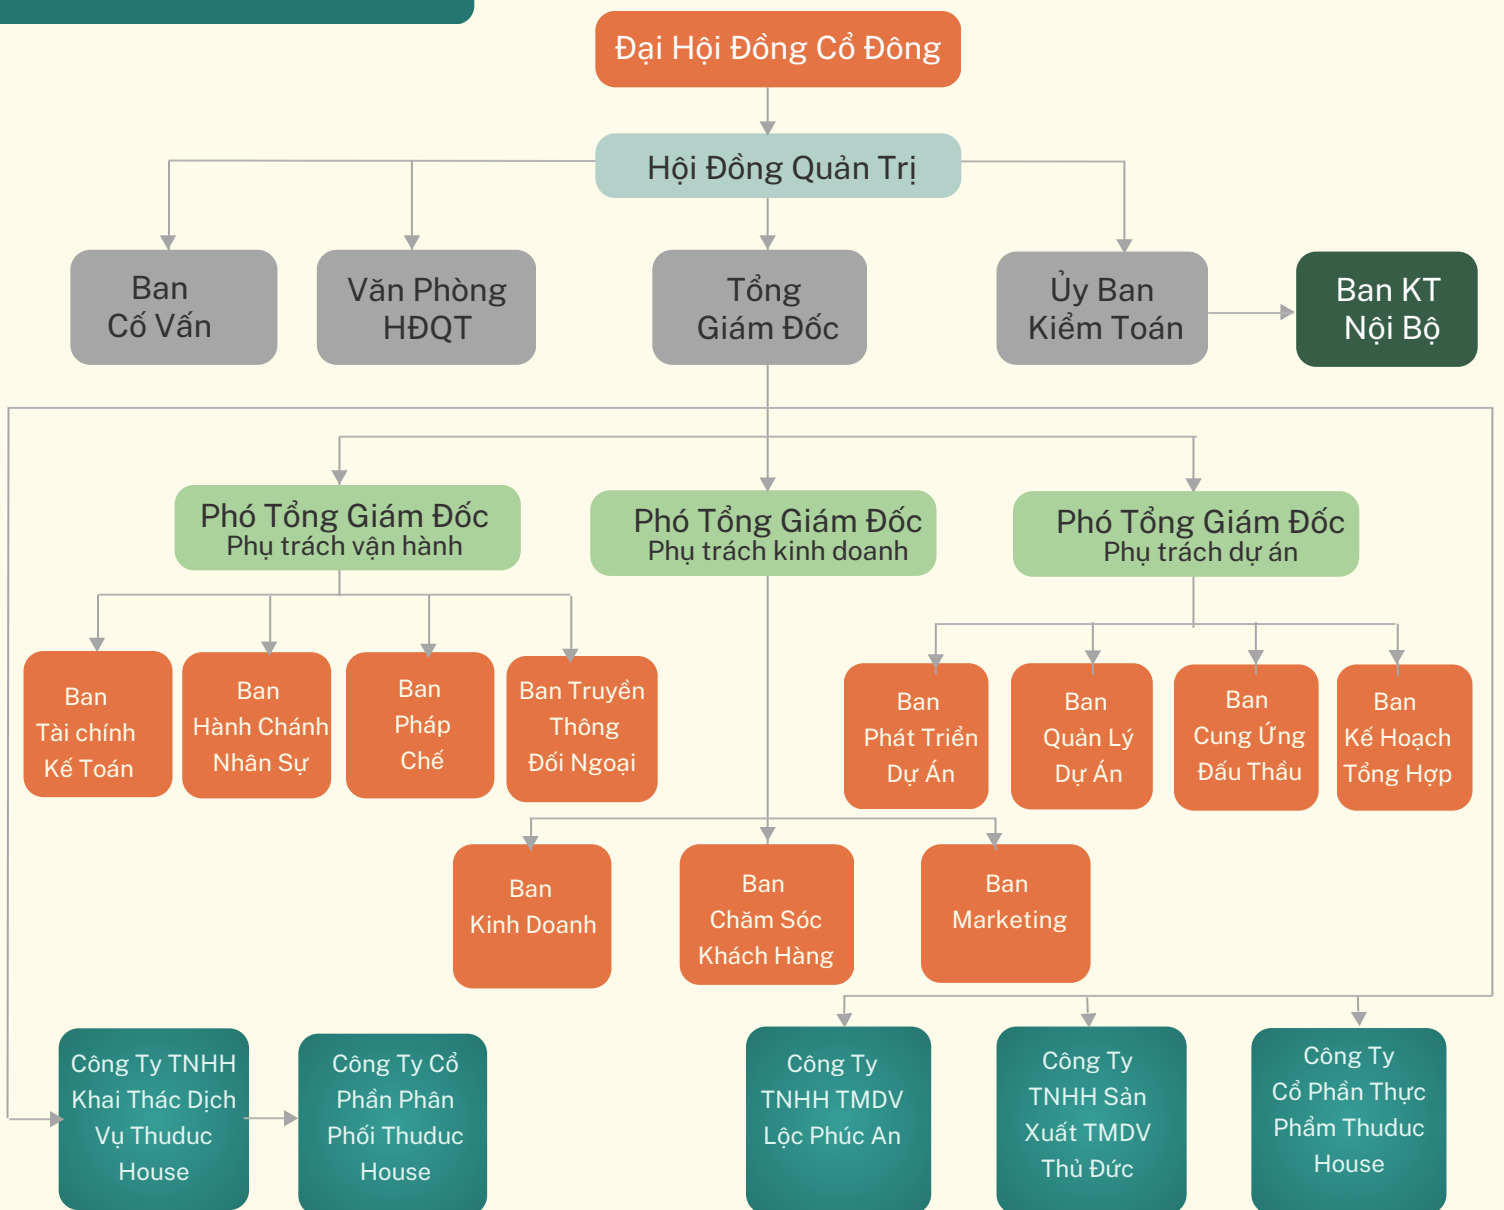 Đại Hội Đồng Cổ Đông
Hội Đồng Quản Trị
Ban
Cố Vấn
Văn Phòng
HĐQT
Tổng
Giám Đốc
Ủy Ban
Kiểm Toán
Ban KT
Nội Bộ
Phó Tổng Giám Đốc
Phụ trách vận hành
Phó Tổng Giám Đốc
Phụ trách kinh doanh
Phó Tổng Giám Đốc
Phụ trách dự án
Ban
Tài chính
Kế Toán
Ban
Hành Chánh
Nhân Sự
Ban
Pháp
Chế
Ban Truyền
Thông
Đối Ngoại
Ban
Phát Triển
Dự Án
Ban
Quản Lý
Dự Án
Ban
Cung Ứng
Đấu Thầu
Ban
Kế Hoạch
Tổng Hợp
Ban
Kinh Doanh
Ban
Chăm Sóc
Khách Hàng
Ban
Marketing
Công Ty TNHH
Khai Thác Dịch
Vụ Thuduc
House
Công Ty Cổ
Phần Phân
Phối Thuduc
House
Công Ty
TNHH TMDV
Lộc Phúc An
Công Ty
TNHH Sản
Xuất TMDV
Thủ Đức
Công Ty
Cổ Phần Thực
Phẩm Thuduc
House